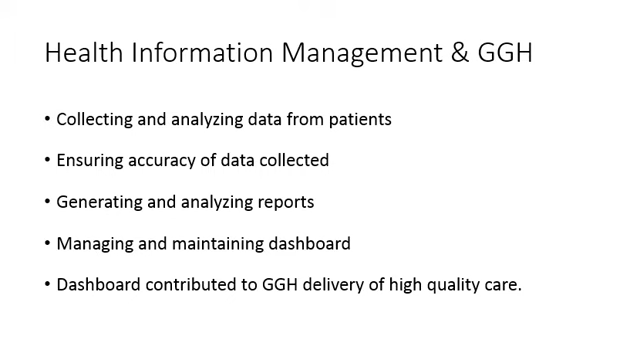 Health Information Management & GGH
• Collecting and analyzing data from patients
• Ensuring accuracy of data collected
• Generating and analyzing reports
• Managing and maintaining dashboard
• Dashboard contributed to GGH delivery of high quality care.